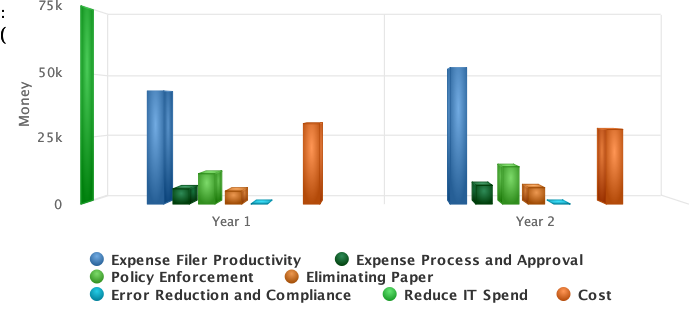 :
(
75k
50k
25k
0
Money
Year 1
Year 2
Expense Filer Productivity
Expense Process and Approval
Policy Enforcement
Eliminating Paper
Error Reduction and Compliance
Reduce IT Spend
Cost